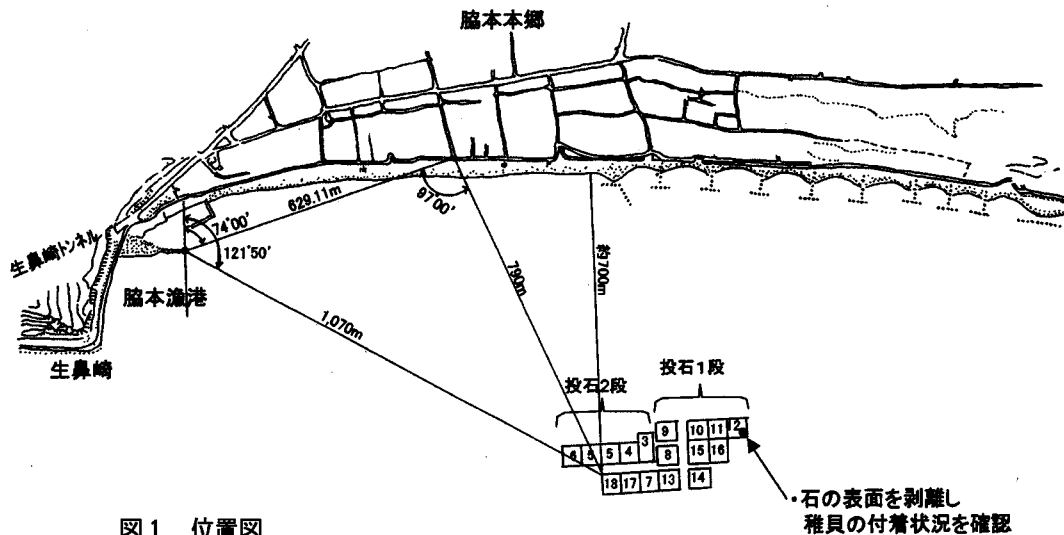 脇本本郷
629.11m
97°00′
74°00′
121°50′
生鼻崎トンネル
脇本漁港
790m
約700m
1,070m
生鼻崎
投石2段
投石1段
3
9
10 11 12
6 5 5 4
8
15 16
18 17 7 13 14
・石の表面を剥離し
稚貝の付着状況を確認
図1 位置図